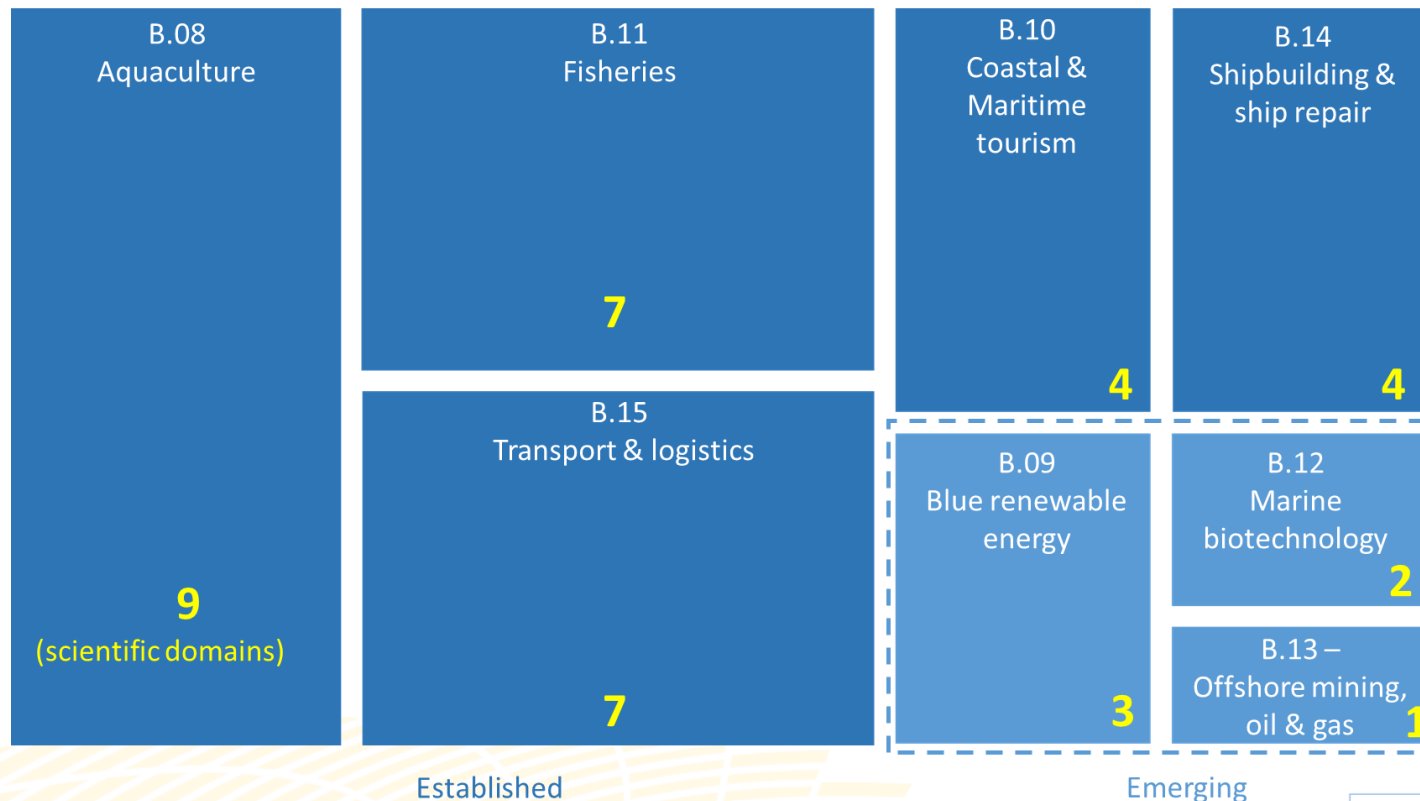 B.08
Aquaculture
9
(scientific domains)
B.11
Fisheries
7
B.15
Transport & logistics
7
B.10
Coastal &
Maritime
tourism
4
B.14
Shipbuilding &
ship repair
4
B.09
Blue renewable
energy
3
B.12
Marine
biotechnology
2
B.13 –
Offshore mining,
oil & gas
1
Established
Emerging